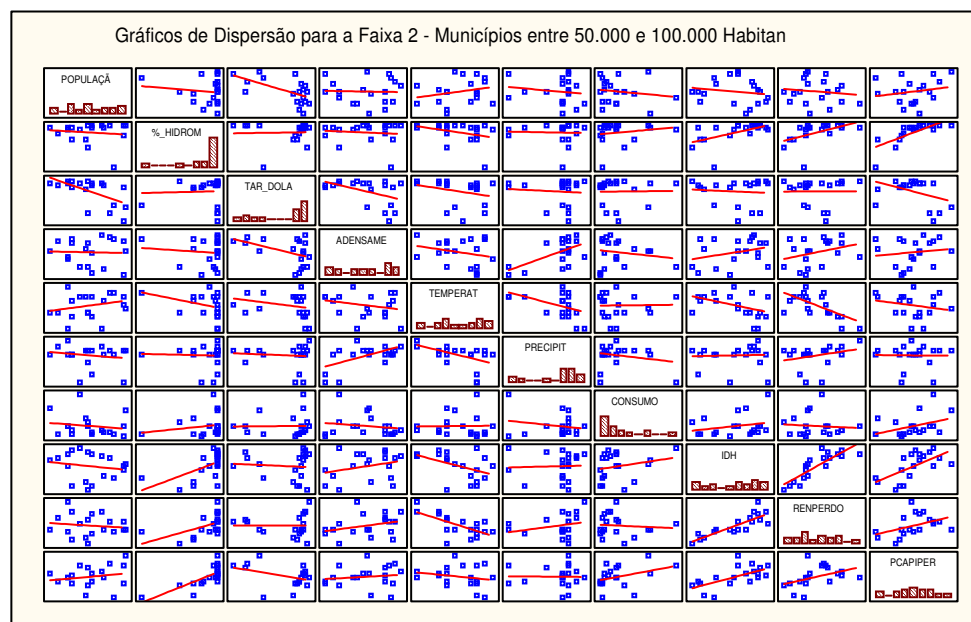 Gráficos de Dispersão para a Faixa 2 - Municípios entre 50.000 e 100.000 Habitan
POPULAÇÃ
%_HIDROM
TAR_DOLA
ADENSAME
TEMPERAT
PRECIPIT
CONSUMO
IDH
RENPERDO
PCAPIPER